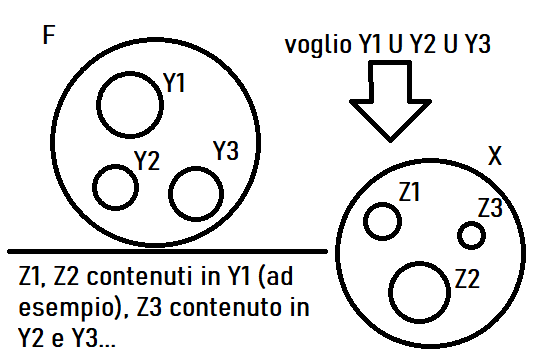 F
voglio Y1 U Y2 U Y3
Y1
Y2
Y3
X
Z1
Z3
Z2
Z1, Z2 contenuti in Y1 (ad
esempio), Z3 contenuto in
Y2 e Y3...